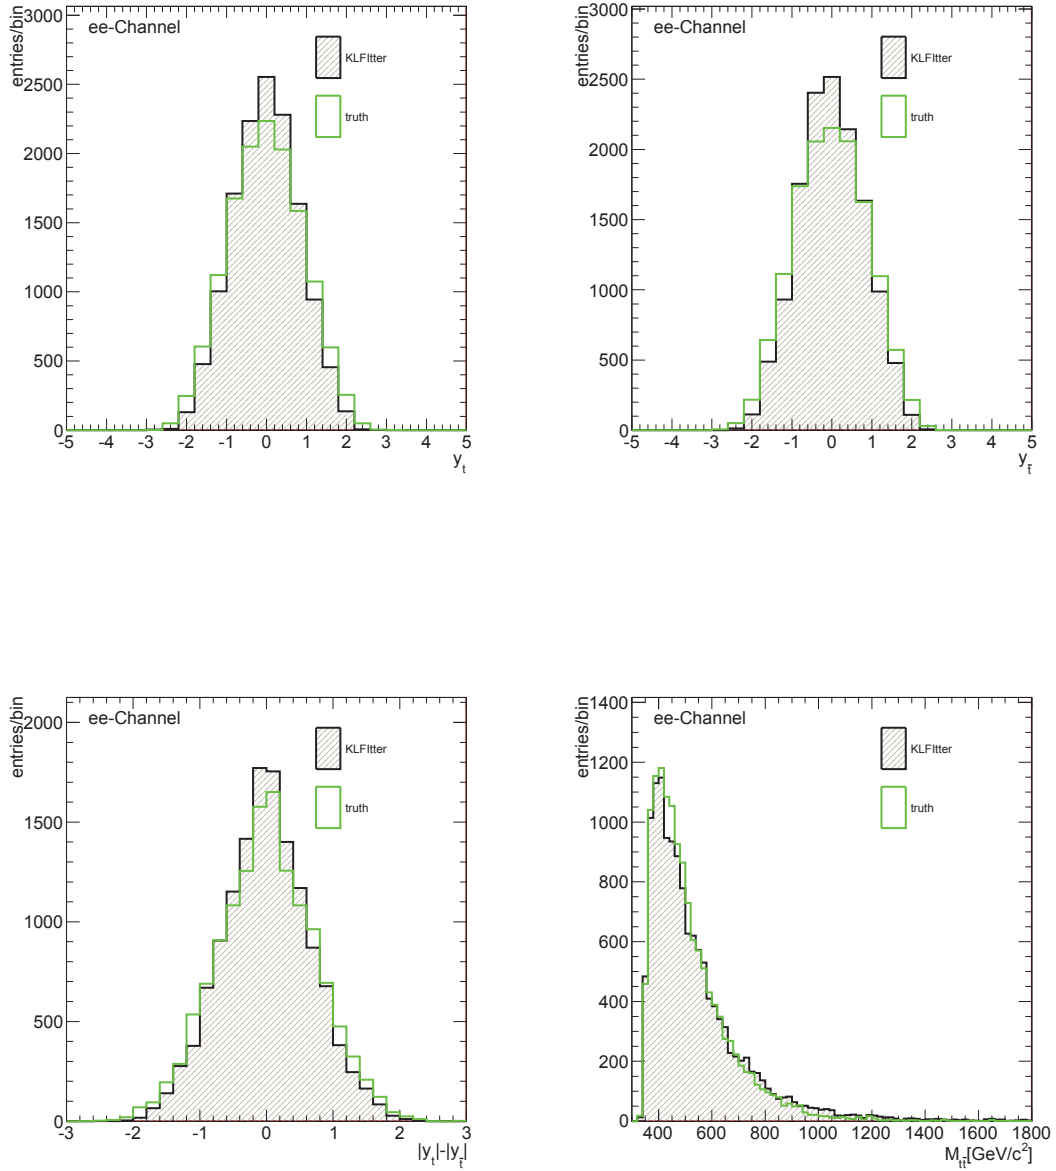 entries/bin
3000
2500
2000
1500
1000
500
0
ee-Channel
KLFItter
truth
-5 -4 -3 -2 -1 0 1 2 3 4 5
y_t
entries/bin
3000
2500
2000
1500
1000
500
0
ee-Channel
KLFItter
truth
-5 -4 -3 -2 -1 0 1 2 3 4 5
y_t̄
entries/bin
2000
1500
1000
500
0
ee-Channel
KLFItter
truth
-3 -2 -1 0 1 2 3
|y_t|-|y_t̄|
entries/bin
1400
1200
1000
800
600
400
200
0
ee-Channel
KLFItter
truth
400 600 800 1000 1200 1400 1600 1800
M_tt̄[GeV/c²]